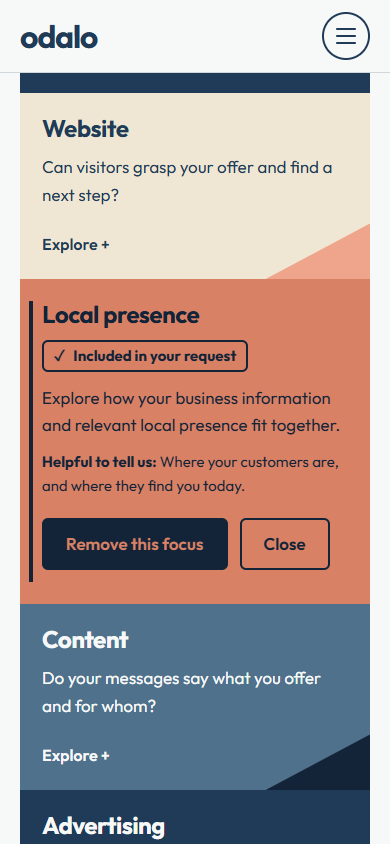 odalo
Website
Can visitors grasp your offer and find a
next step?
Explore +
Local presence
✓ Included in your request
Explore how your business information
and relevant local presence fit together.
Helpful to tell us: Where your customers are,
and where they find you today.
Remove this focus
Close
Content
Do your messages say what you offer
and for whom?
Explore +
Advertising